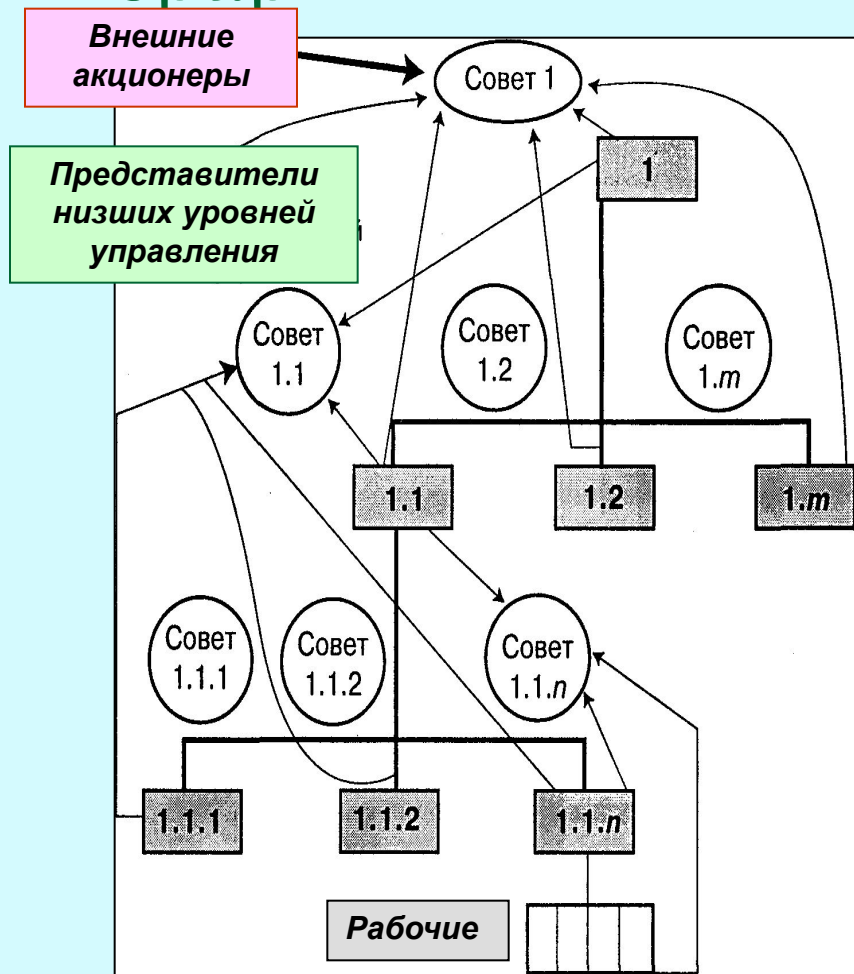 Внешние
акционеры
Совет 1
Представители
низших уровней
управления
1
Совет
1.1
Совет
1.2
Совет
1.m
1.1
1.2
1.m
Совет
1.1.1
Совет
1.1.2
Совет
1.1.n
1.1.1
1.1.2
1.1.n
Рабочие